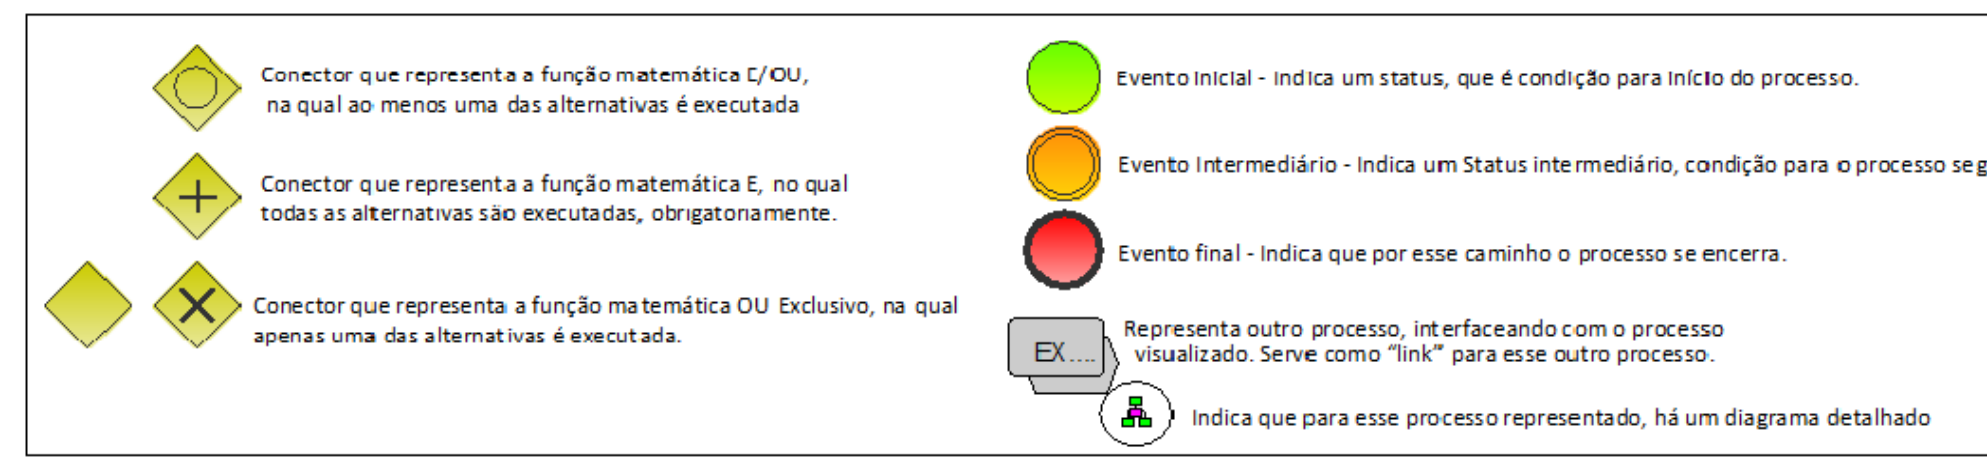 Conector que representa a função matemática E/OU,
na qual ao menos uma das alternativas é executada
Conector que representa a função matemática E, no qual
todas as alternativas são executadas, obrigatoriamente.
Conector que representa a função matemática OU Exclusivo, na qual
apenas uma das alternativas é executada.
Evento Inicial - Indica um status, que é condição para Início do processo.
Evento Intermediário - Indica um Status intermediário, condição para o processo seg
Evento final - Indica que por esse caminho o processo se encerra.
EX....
Representa outro processo, interfaceando com o processo
visualizado. Serve como “link” para esse outro processo.
Indica que para esse processo representado, há um diagrama detalhado